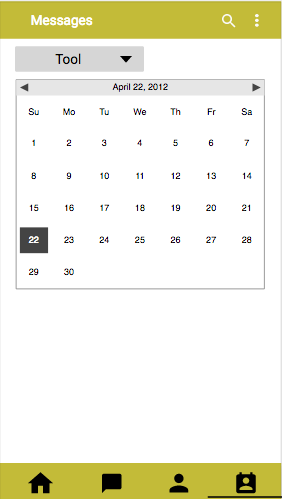 Messages
Tool
April 22, 2012
Su Mo Tu We Th Fr Sa
1 2 3 4 5 6 7
8 9 10 11 12 13 14
15 16 17 18 19 20 21
22 23 24 25 26 27 28
29 30